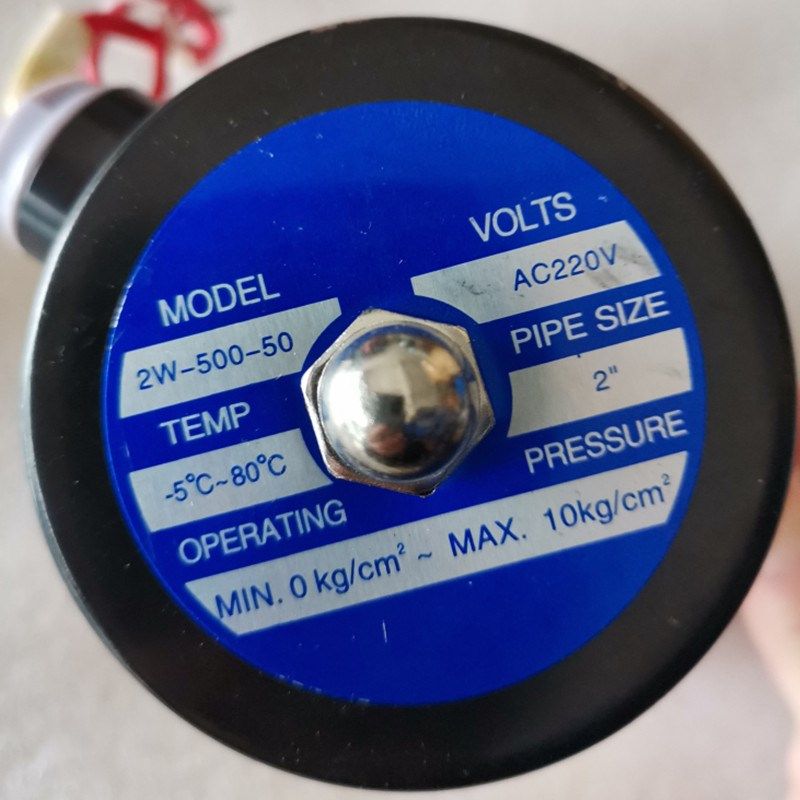 VOLTS
AC220V
MODEL
2W-500-50
PIPE SIZE
2"
TEMP
-5°C~80°C
OPERATING PRESSURE
MIN. 0 kg/cm² ~ MAX. 10kg/cm²